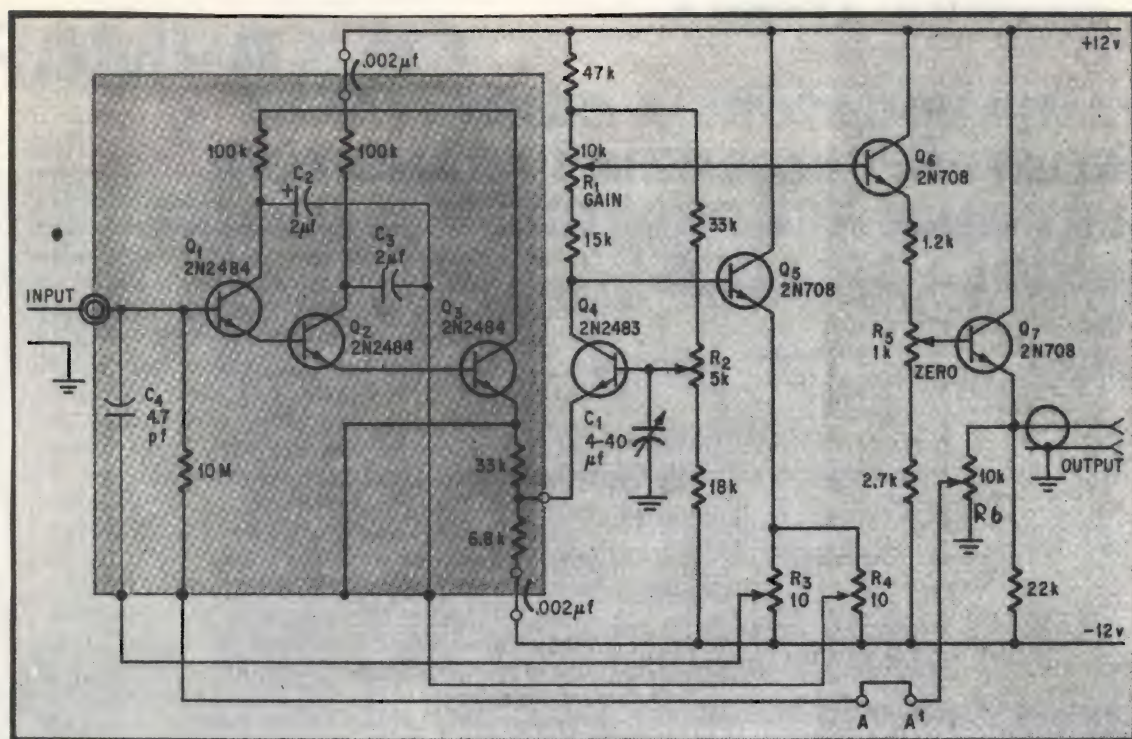 .002μf
+12v
47k
100k
100k
C2
+
2μf
10k
R1
GAIN
Q6
2N708
Q1
2N2484
C3
2μf
33k
15k
1.2k
INPUT
Q2
2N2484
Q3
2N2484
Q4
2N2483
Q5
2N708
R2
5k
R5
1k
ZERO
Q7
2N708
C4
4.7
pf
C1
4-40
μf
10M
33k
18k
2.7k
10k
R6
OUTPUT
6.8k
R3
10
R4
10
22k
.002μf
-12v
A
A'